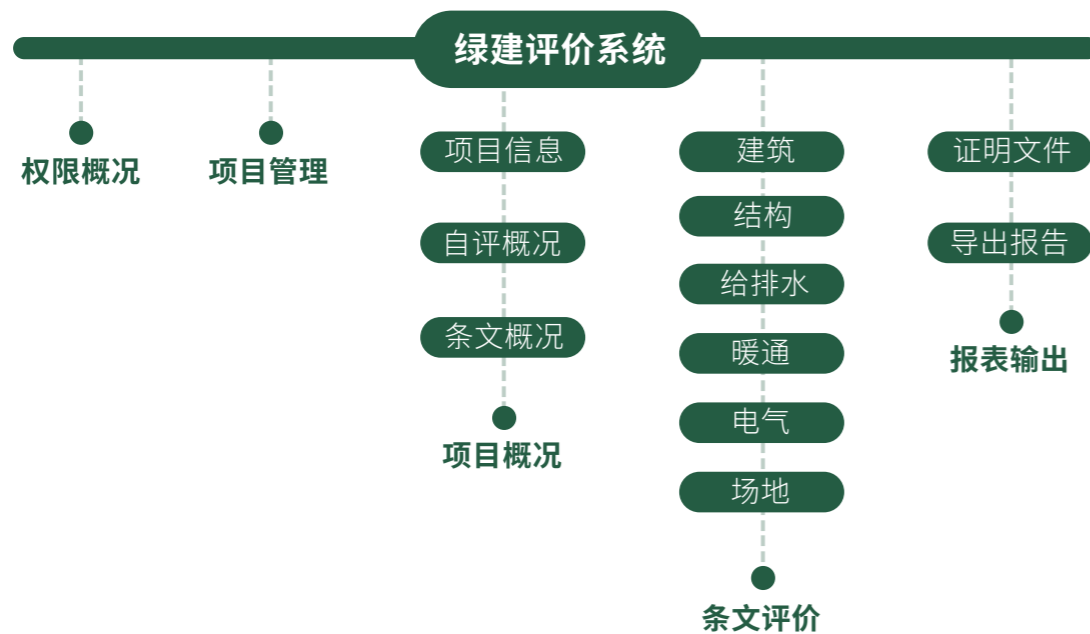 绿建评价系统
权限概况
项目管理
项目信息
自评概况
条文概况
项目概况
建筑
结构
给排水
暖通
电气
场地
条文评价
证明文件
导出报告
报表输出